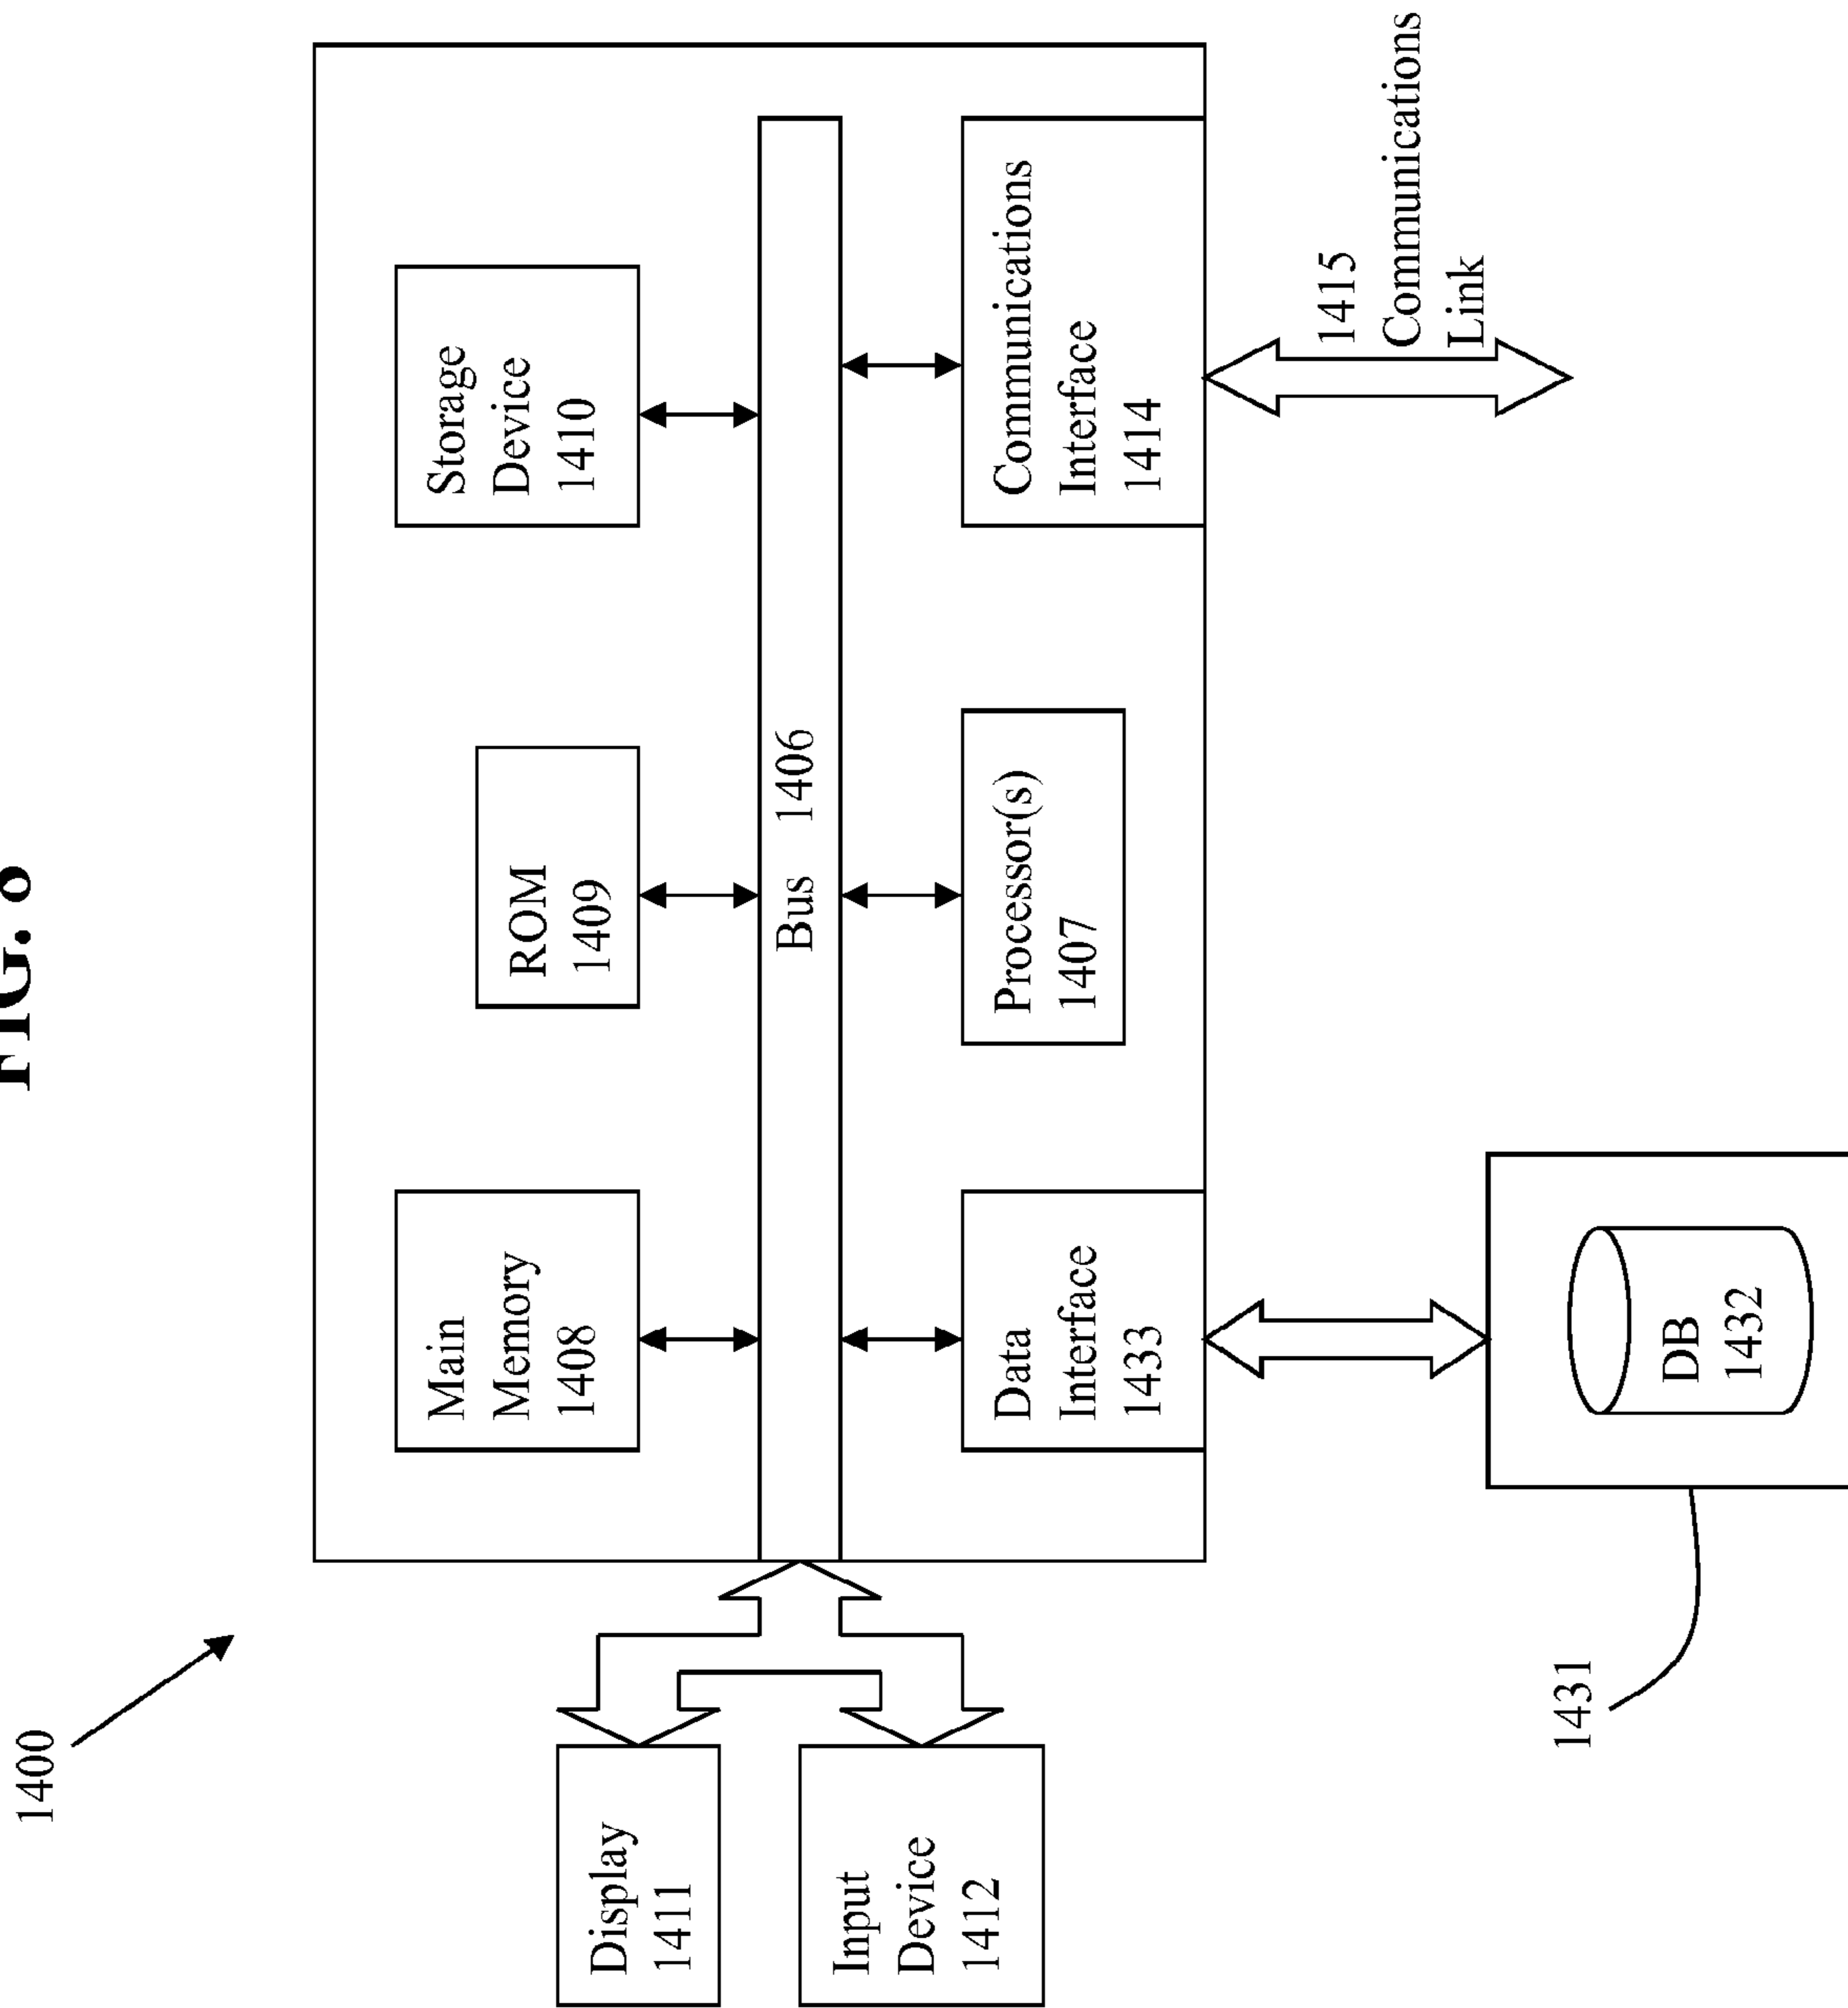 FIG.
1400
Main
Memory
1408
ROM
1409
Storage
Device
1410
Display
1411
Bus 1406
Input
Device
1412
Data
Interface
1433
Processor(s)
1407
Communications
Interface
1414
1415
Communications
Link
1431
DB
1432